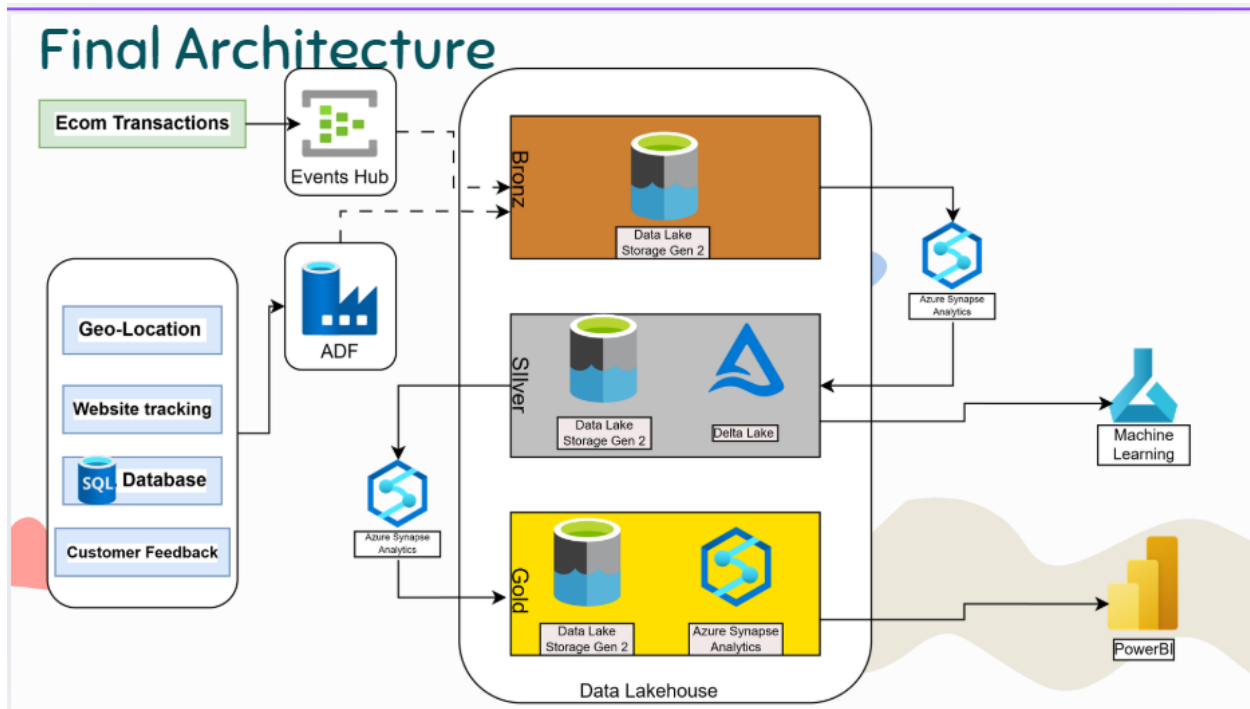 Final Architecture
Ecom Transactions
Events Hub
Geo-Location
Website tracking
SQL Database
Customer Feedback
ADF
Bronz
Data Lake
Storage Gen 2
Azure Synapse
Analytics
SIlver
Data Lake
Storage Gen 2
Delta Lake
Machine
Learning
Azure Synapse
Analytics
Gold
Data Lake
Storage Gen 2
Azure Synapse
Analytics
PowerBI
Data Lakehouse